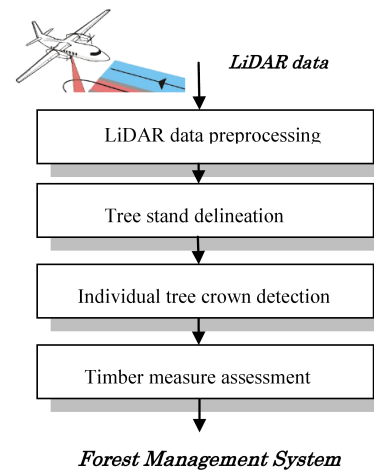 LiDAR data
LiDAR data preprocessing
Tree stand delineation
Individual tree crown detection
Timber measure assessment
Forest Management System